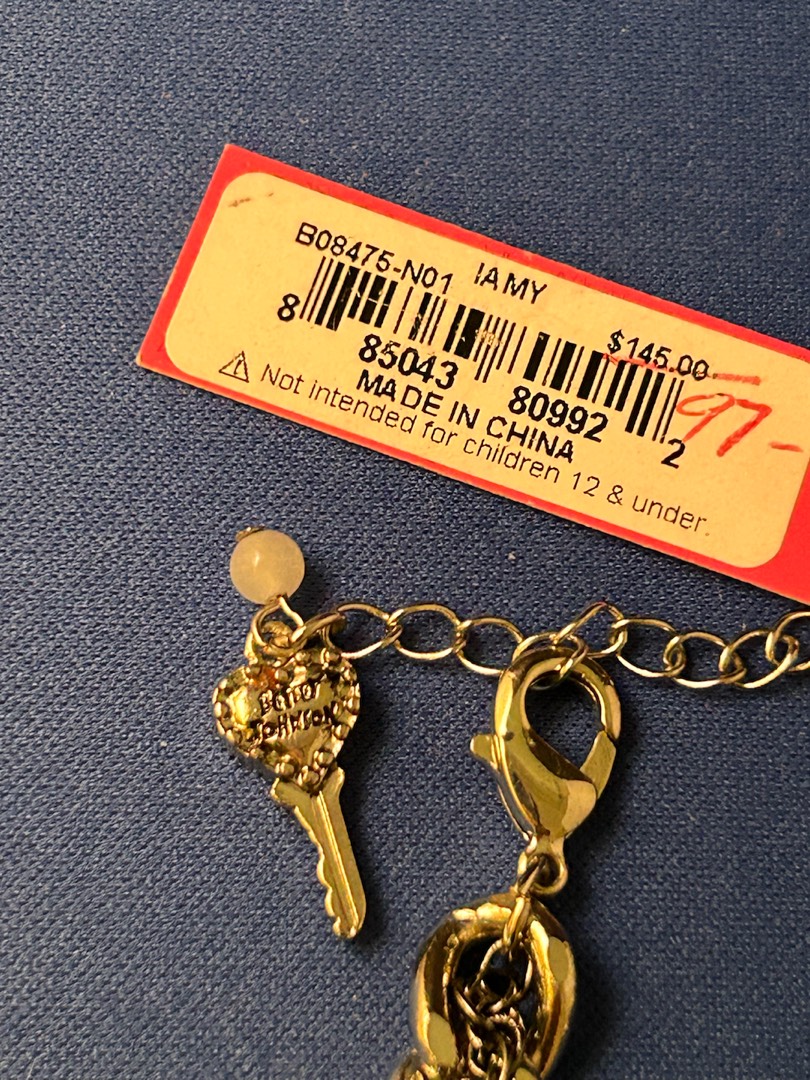 B08475-N01 IAMY
$145.00
97-
8 85043 80992 2
MADE IN CHINA
Not intended for children 12 & under
BETSEY
JOHNSON